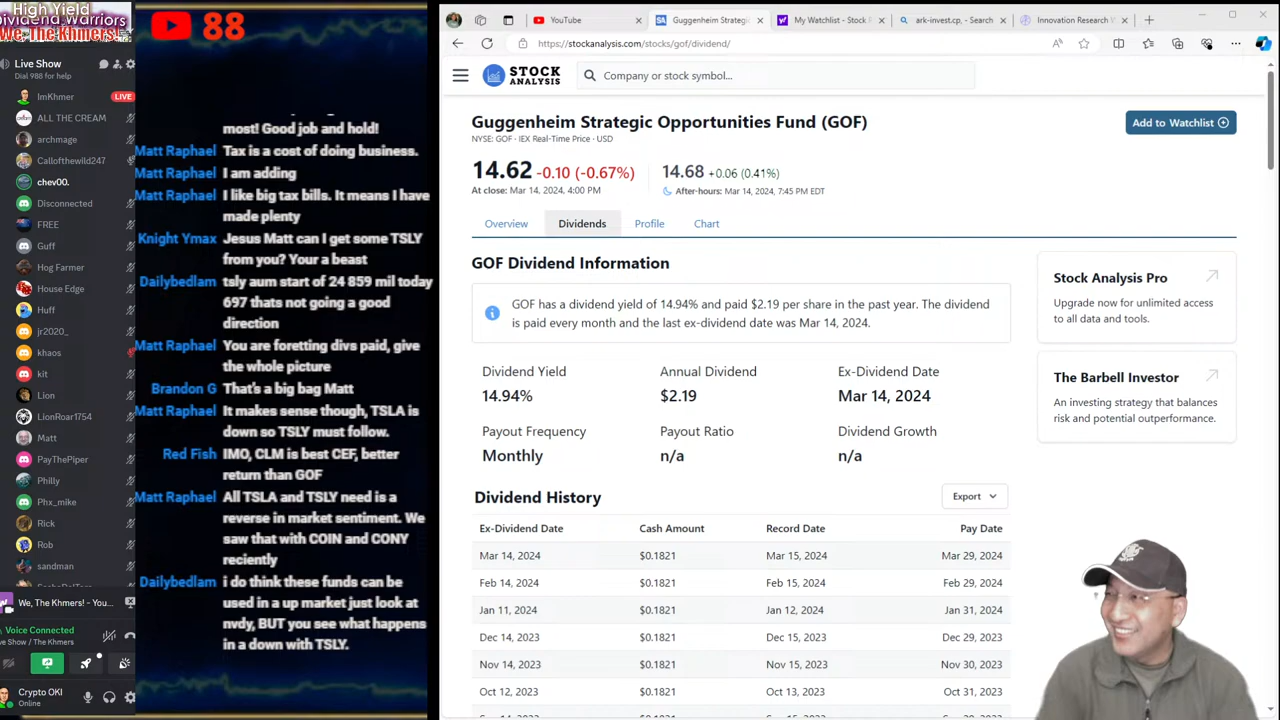 High Yield
Dividend Warriors
We, The Khmers!
Live Show
Dial 988 for help
ImKhmer
LIVE
ALL THE CREAM
archmage
Callofthewild247
chev00.
Disconnected
FREE
Guff
Hog Farmer
House Edge
Huff
jr2020_
khaos
kit
Lion
LionRoar1754
Matt
PayThePiper
Philly
Phx_mike
Rick
Rob
sandman
We, The Khmers! - You...
Voice Connected
ve Show / The Khmers
Crypto OKI
Online
88
most! Good job and hold!
Matt Raphael Tax is a cost of doing business.
Matt Raphael I am adding
Matt Raphael I like big tax bills. It means I have
made plenty
Knight Ymax Jesus Matt can I get some TSLY
from you? Your a beast
Dailybedlam tsly aum start of 24 859 mil today
697 thats not going a good
direction
Matt Raphael You are foretting divs paid, give
the whole picture
Brandon G That's a big bag Matt
Matt Raphael It makes sense though, TSLA is
down so TSLY must follow.
Red Fish IMO, CLM is best CEF, better
return than GOF
Matt Raphael All TSLA and TSLY need is a
reverse in market sentiment. We
saw that with COIN and CONY
reciently
Dailybedlam i do think these funds can be
used in a up market just look at
nvdy, BUT you see what happens
in a down with TSLY.
YouTube
Guggenheim Strategi
My Watchlist - Stock R
ark-invest.cp, - Search
Innovation Research W
https://stockanalysis.com/stocks/gof/dividend/
STOCK
ANALYSIS
Company or stock symbol...
Guggenheim Strategic Opportunities Fund (GOF)
Add to Watchlist
NYSE: GOF · IEX Real-Time Price · USD
14.62 -0.10 (-0.67%)
At close: Mar 14, 2024, 4:00 PM
14.68 +0.06 (0.41%)
After-hours: Mar 14, 2024, 7:45 PM EDT
Overview Dividends Profile Chart
GOF Dividend Information
GOF has a dividend yield of 14.94% and paid $2.19 per share in the past year. The dividend
is paid every month and the last ex-dividend date was Mar 14, 2024.
Dividend Yield Annual Dividend Ex-Dividend Date
14.94% $2.19 Mar 14, 2024
Payout Frequency Payout Ratio Dividend Growth
Monthly n/a n/a
Stock Analysis Pro
Upgrade now for unlimited access
to all data and tools.
The Barbell Investor
An investing strategy that balances
risk and potential outperformance.
Dividend History
Export
Ex-Dividend Date Cash Amount Record Date Pay Date
Mar 14, 2024 $0.1821 Mar 15, 2024 Mar 29, 2024
Feb 14, 2024 $0.1821 Feb 15, 2024 Feb 29, 2024
Jan 11, 2024 $0.1821 Jan 12, 2024 Jan 31, 2024
Dec 14, 2023 $0.1821 Dec 15, 2023 Dec 29, 2023
Nov 14, 2023 $0.1821 Nov 15, 2023 Nov 30, 2023
Oct 12, 2023 $0.1821 Oct 13, 2023 Oct 31, 2023